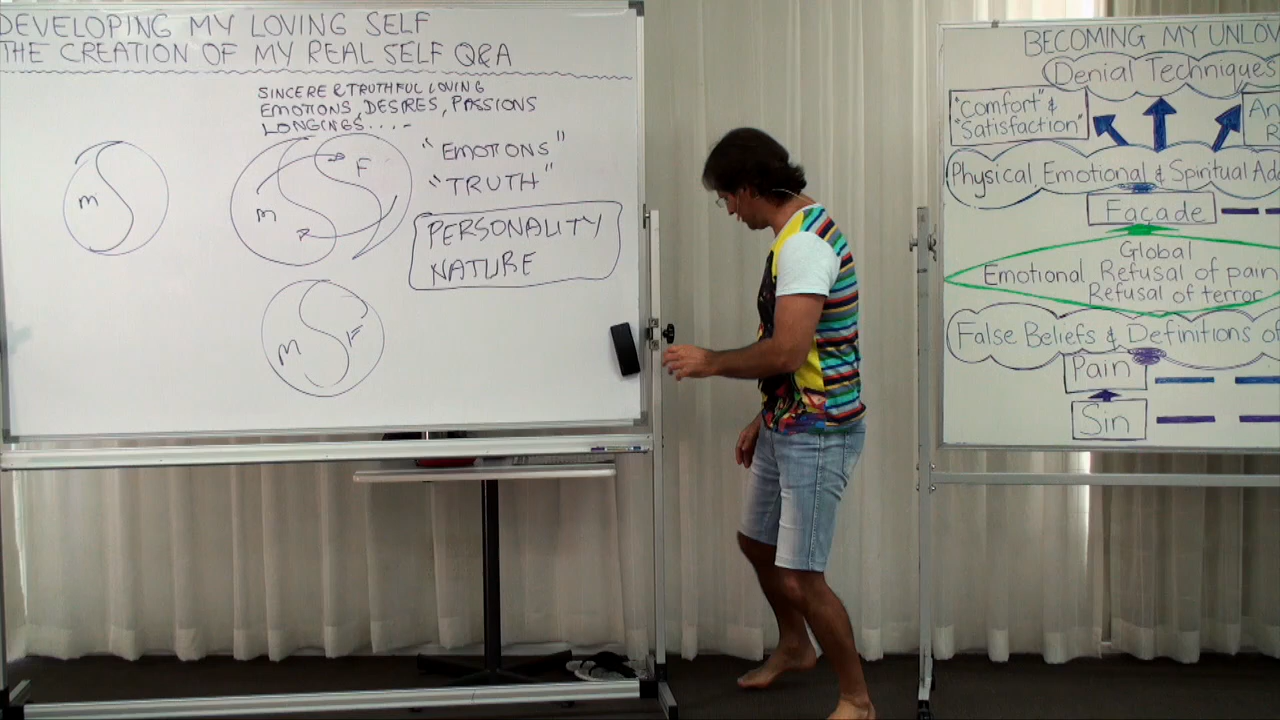 DEVELOPING MY LOVING SELF
THE CREATION OF MY REAL SELF Q&A
SINCERE & TRUTHFUL LOVING
EMOTIONS, DESIRES, PASSIONS
LONGINGS....-
"EMOTIONS"
"TRUTH"
PERSONALITY
NATURE
M
M
F
M
F
BECOMING MY UNLOV
Denial Techniques
"Comfort" &
"Satisfaction"
An
R
Physical Emotional & Spiritual Add
Façade
Global
Emotional Refusal of pain
Refusal of terror
False Beliefs & Definitions of
Pain
Sin